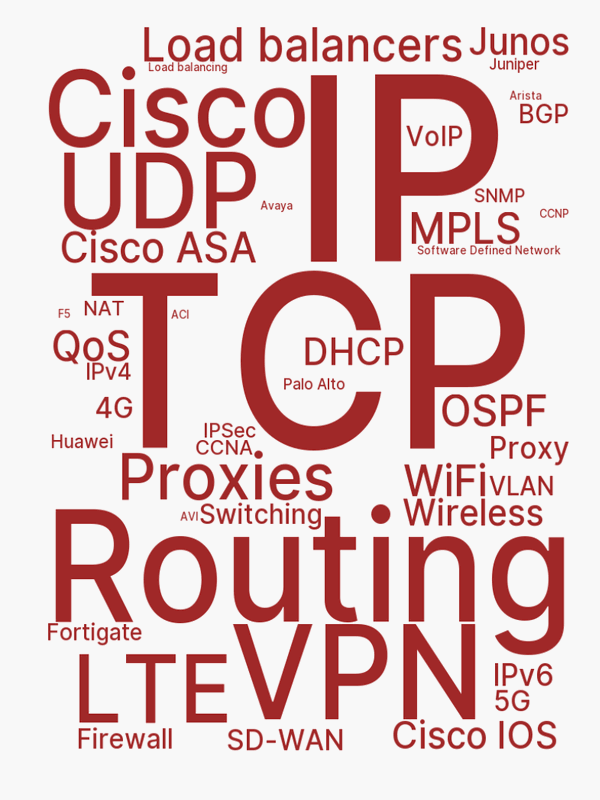 Load balancers
Junos
Load balancing
Juniper
Cisco
IP
Arista
BGP
VoIP
UDP
Avaya
SNMP
CCNP
MPLS
Cisco ASA
Software Defined Network
TCP
F5
NAT
ACI
QoS
DHCP
IPv4
Palo Alto
4G
OSPF
Huawei
IPSec
CCNA
Proxy
Proxies
WiFi
VLAN
AVI
Switching
Wireless
Routing
Fortigate
VPN
LTE
IPv6
5G
Firewall
SD-WAN
Cisco IOS